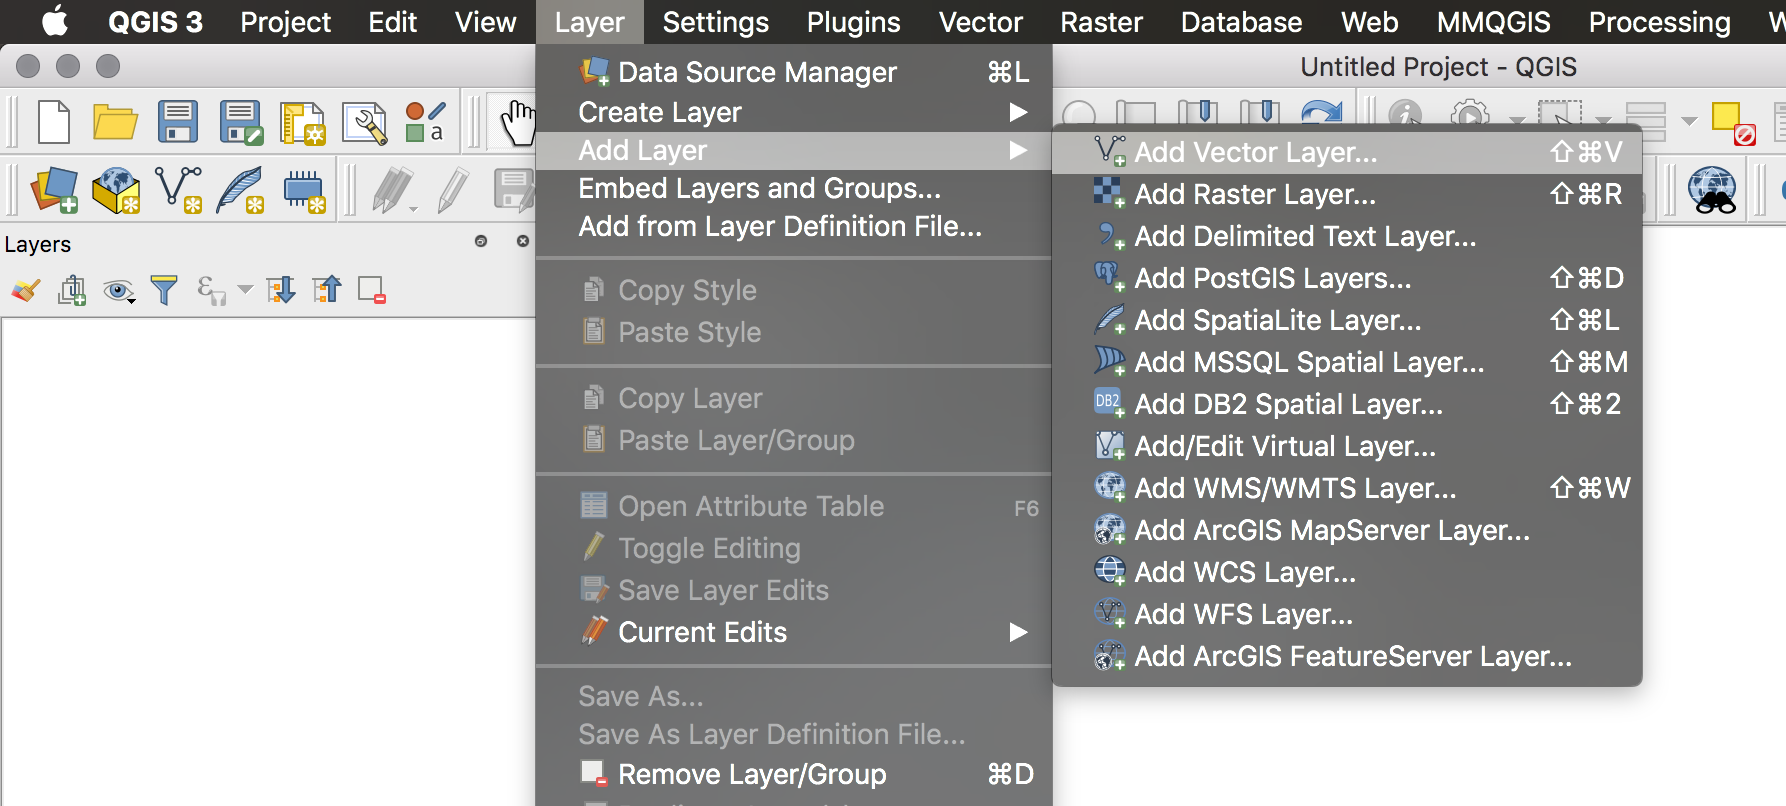 QGIS 3 Project Edit View Layer Settings Plugins Vector Raster Database Web MMQGIS Processing
Untitled Project - QGIS
a
Layers
Data Source Manager ⌘L
Create Layer ▶
Add Layer ▶
Embed Layers and Groups...
Add from Layer Definition File...
Copy Style
Paste Style
Copy Layer
Paste Layer/Group
Open Attribute Table F6
Toggle Editing
Save Layer Edits
Current Edits ▶
Save As...
Save As Layer Definition File...
Remove Layer/Group ⌘D
Add Vector Layer... ⇧⌘V
Add Raster Layer... ⇧⌘R
Add Delimited Text Layer...
Add PostGIS Layers... ⇧⌘D
Add SpatiaLite Layer... ⇧⌘L
Add MSSQL Spatial Layer... ⇧⌘M
DB2 Add DB2 Spatial Layer... ⇧⌘2
Add/Edit Virtual Layer...
Add WMS/WMTS Layer... ⇧⌘W
Add ArcGIS MapServer Layer...
Add WCS Layer...
Add WFS Layer...
Add ArcGIS FeatureServer Layer...